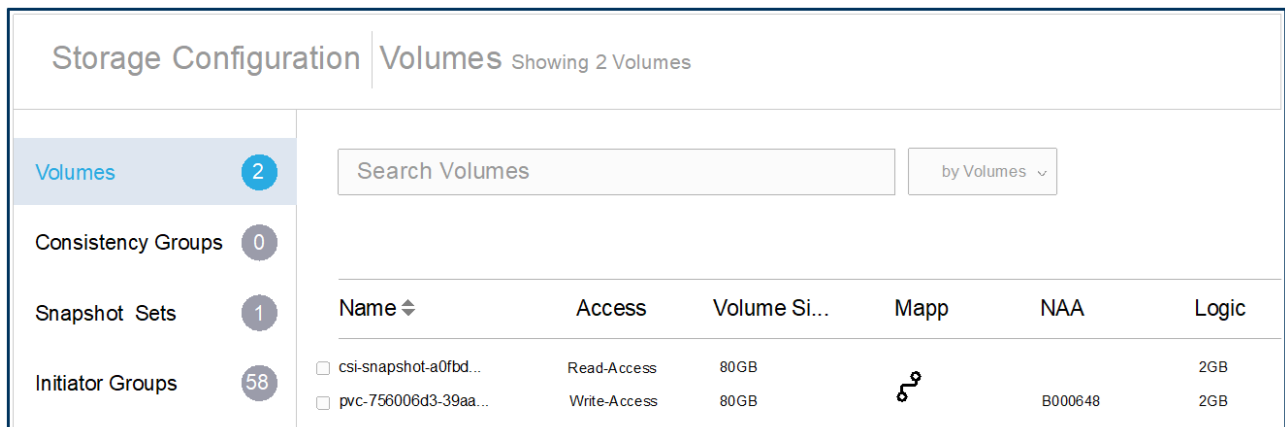 Storage Configuration Volumes Showing 2 Volumes
Volumes 2
Search Volumes by Volumes
Consistency Groups 0
Snapshot Sets 1
Initiator Groups 58
Name Access Volume Si... Mapp NAA Logic
csi-snapshot-a0fbd... Read-Access 80GB 2GB
pvc-756006d3-39aa... Write-Access 80GB B000648 2GB